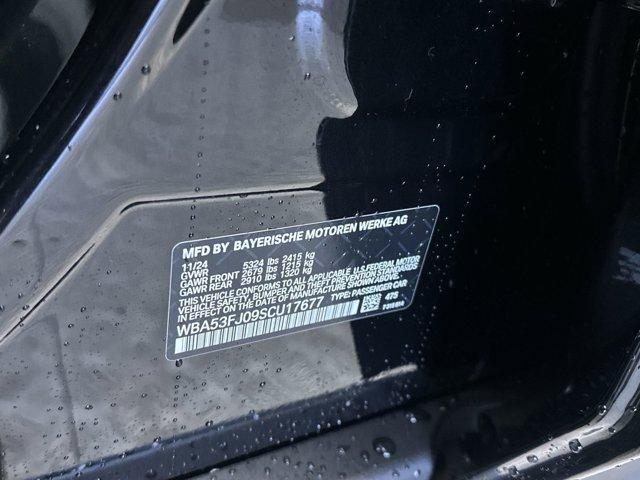 MFD BY BAYERISCHE MOTOREN WERKE AG
11/24
GVWR 5324 lbs 2415 kg
GAWR FRONT 2679 lbs 1215 kg
GAWR REAR 2910 lbs 1320 kg
THIS VEHICLE CONFORMS TO ALL APPLICABLE U.S. FEDERAL MOTOR
VEHICLE SAFETY, BUMPER AND THEFT PREVENTION STANDARDS
IN EFFECT ON THE DATE OF MANUFACTURE SHOWN ABOVE.
WBA53FJ09SCU17677 TYPE: PASSENGER CAR
475